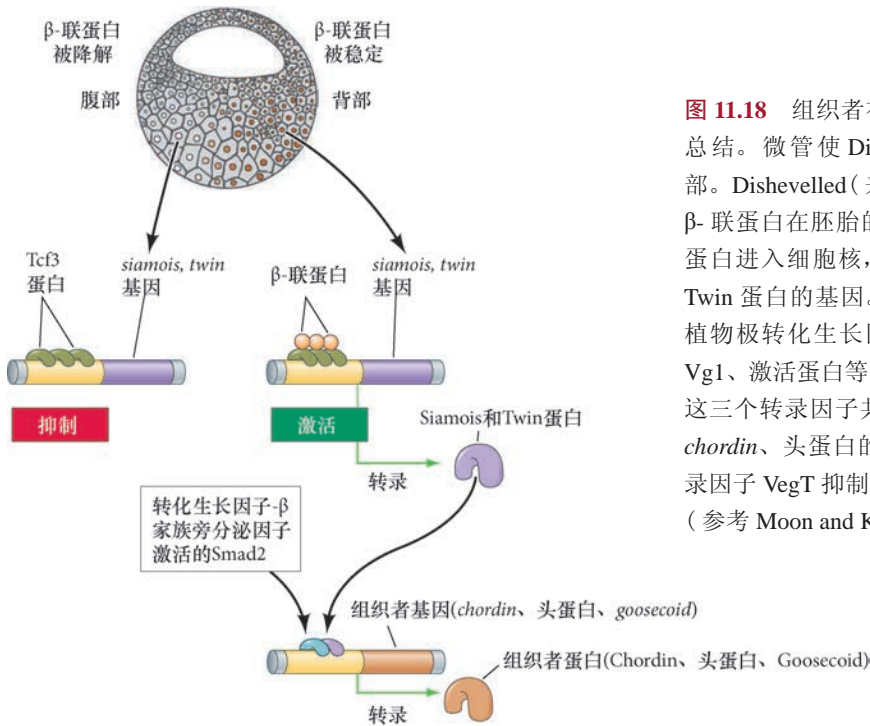 β-联蛋白
被降解
β-联蛋白
被稳定
腹部
背部
Tcf3
蛋白
siamois, twin
基因
β-联蛋白
siamois, twin
基因
抑制
激活
转录
Siamois和Twin蛋白
转化生长因子-β
家族旁分泌因子
激活的Smad2
组织者基因(chordin、头蛋白、goosecoid)
组织者蛋白(Chordin、头蛋白、Goosecoid)
转录
图 11.18 组织者
总结。微管使 Di
部。Dishevelled(
β- 联蛋白在胚胎的
蛋白进入细胞核,
Twin 蛋白的基因。
植物极转化生长
Vg1、激活蛋白等
这三个转录因子
chordin、头蛋白的
录因子 VegT 抑制
(参考 Moon and K